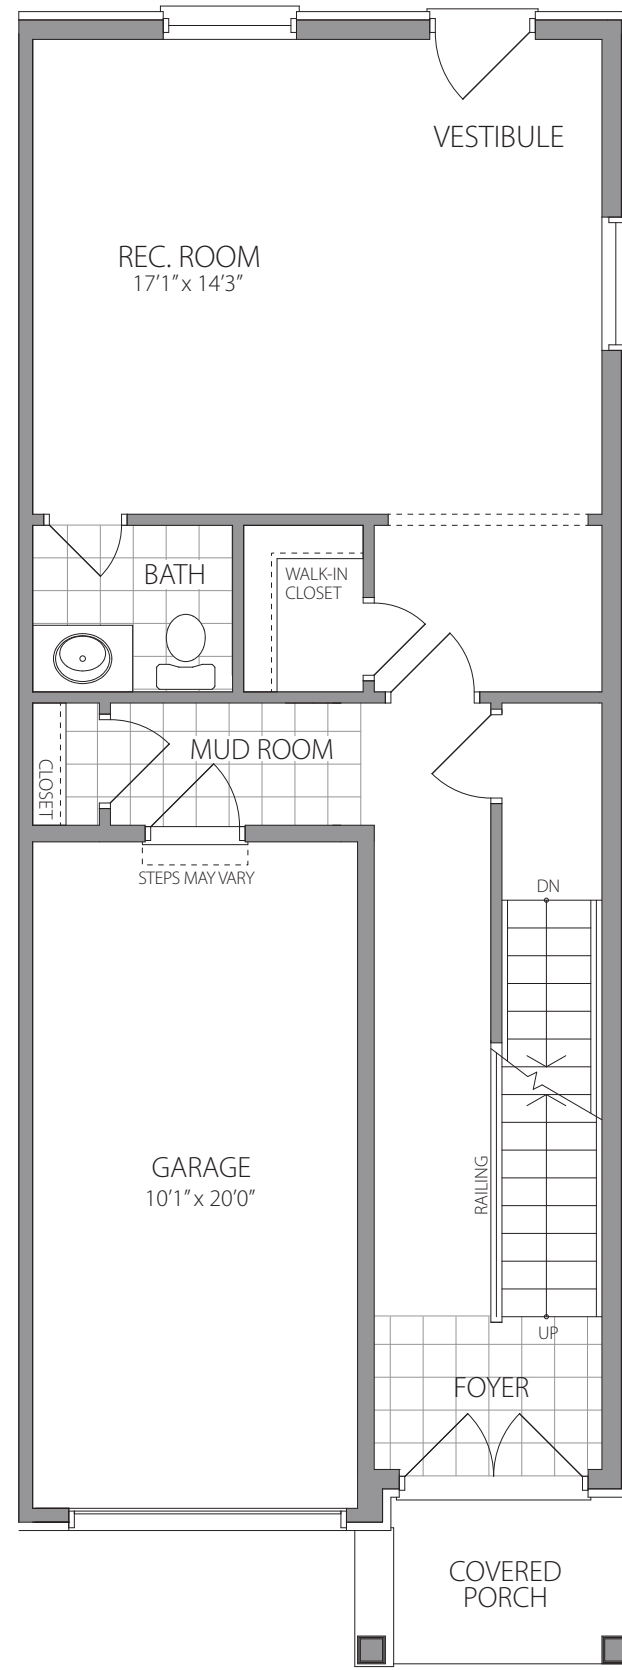 VESTIBULE
REC. ROOM
17'1" x 14'3"
BATH
WALK-IN
CLOSET
MUD ROOM
CLOSET
STEPS MAY VARY
DN
GARAGE
10'1" x 20'0"
RAILING
UP
FOYER
COVERED
PORCH